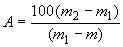 A = 100(m₂ − m₁) / (m₁ − m)